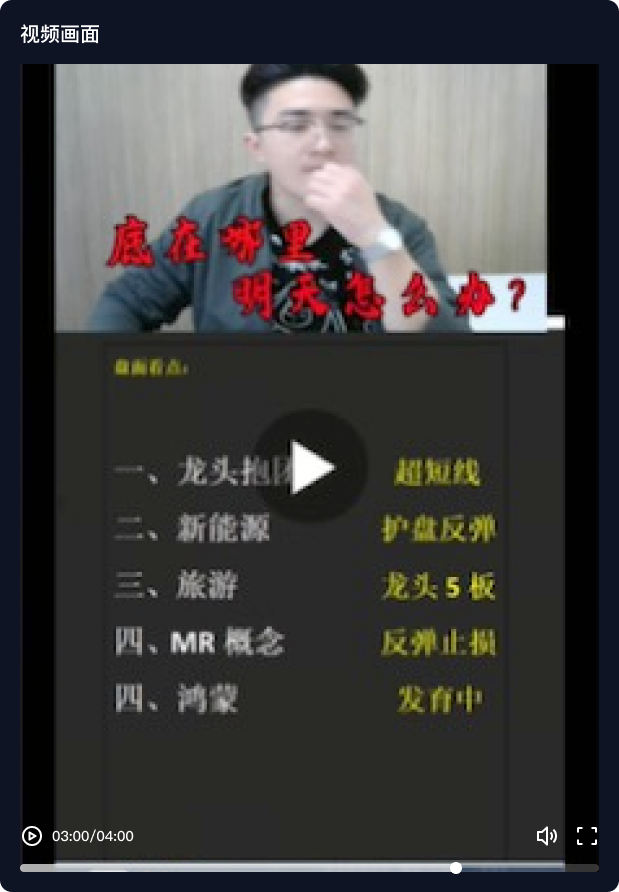 视频画面
底在哪里
明天怎么办?
盘面看点:
一、龙头抱团 超短线
二、新能源 护盘反弹
三、旅游 龙头 5 板
四、MR 概念 反弹止损
四、鸿蒙 发育中
03:00/04:00